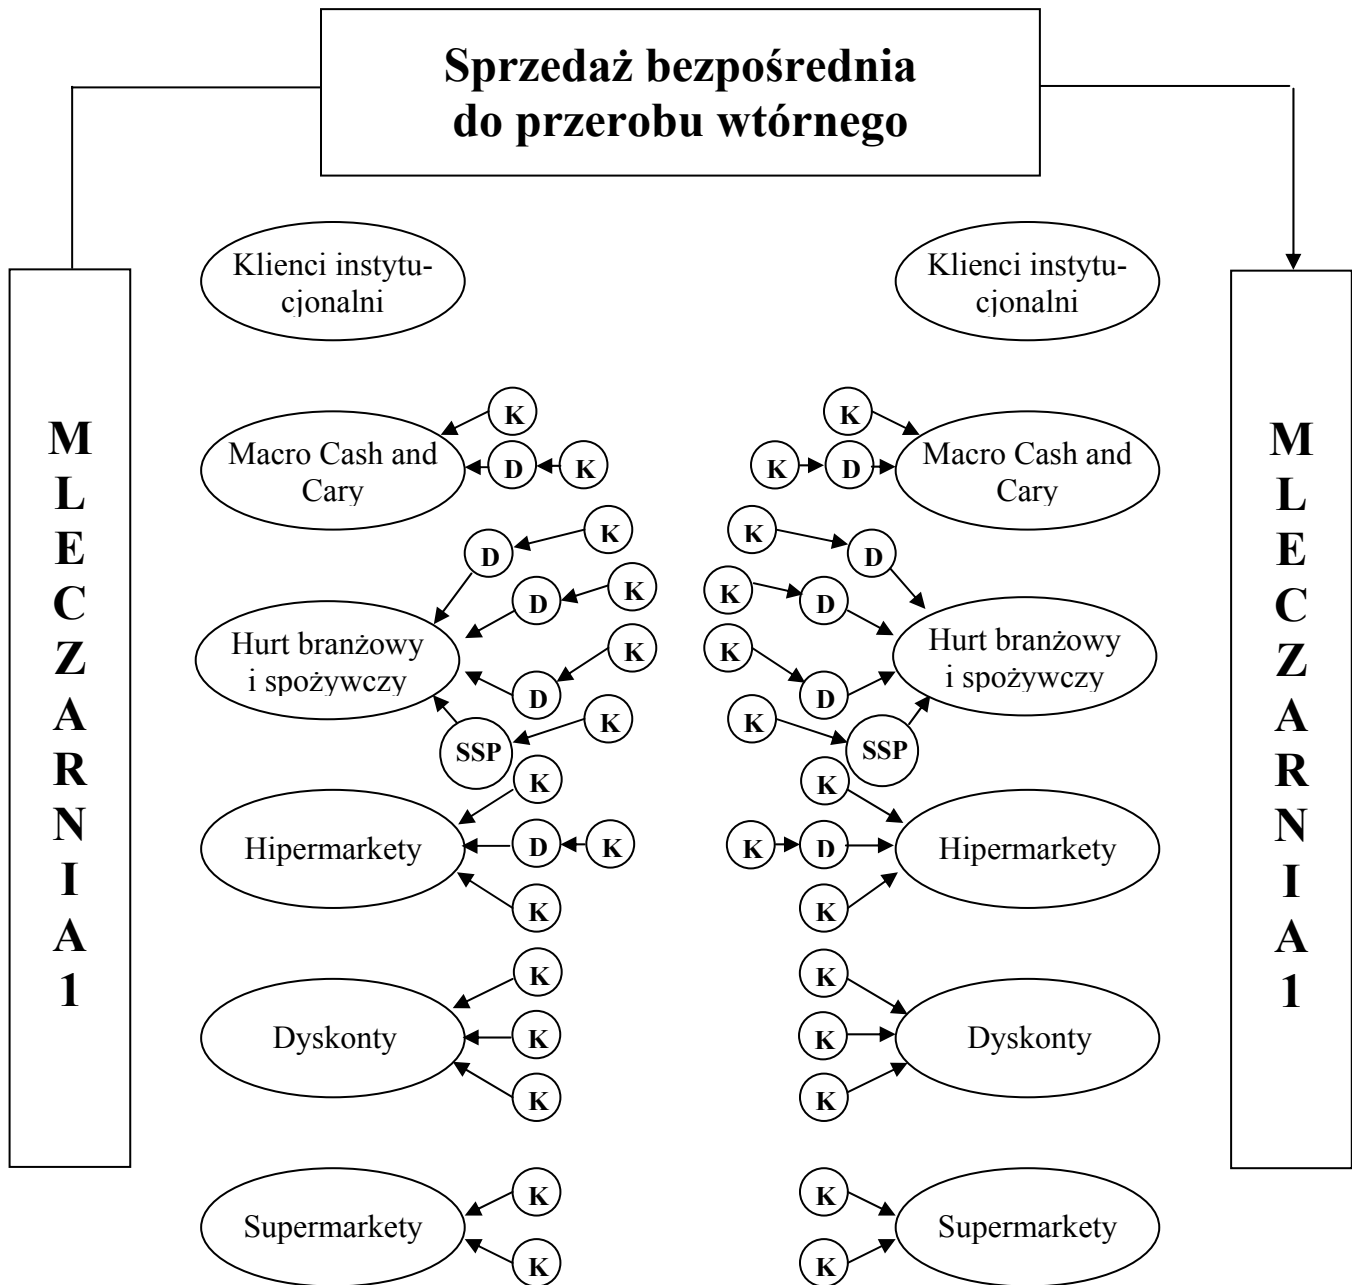 Sprzedaż bezpośrednia
do przerobu wtórnego
Klienci instytu-
cjonalni
Klienci instytu-
cjonalni
M
L
E
C
Z
A
R
N
I
A
1
M
L
E
C
Z
A
R
N
I
A
1
K
K
Macro Cash and
Cary
D
K
K
D
Macro Cash and
Cary
K
K
D
D
K
K
D
D
K
K
Hurt branżowy
i spożywczy
Hurt branżowy
i spożywczy
K
K
D
D
K
K
SSP
SSP
K
K
Hipermarkety
D
K
K
D
Hipermarkety
K
K
K
K
Dyskonty
K
K
Dyskonty
K
K
K
K
Supermarkety
Supermarkety
K
K